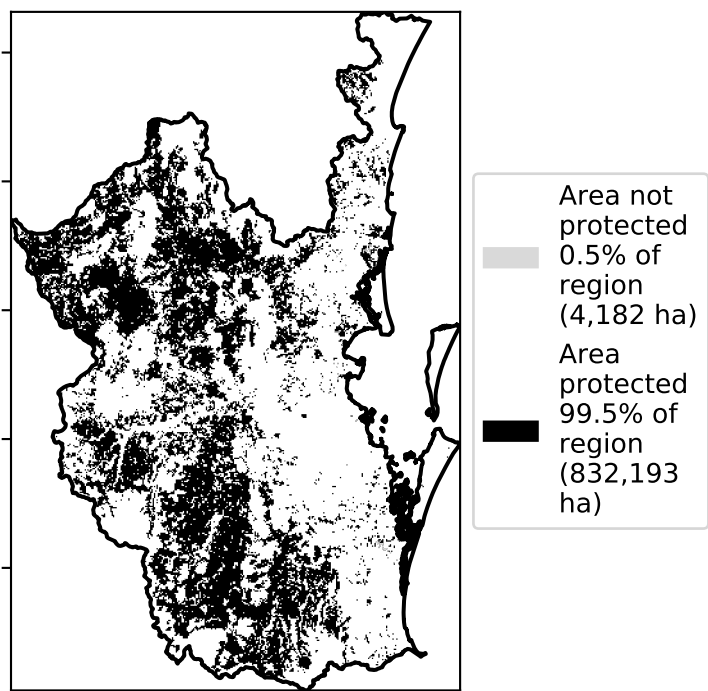 Area not
protected
0.5% of
region
(4,182 ha)
Area
protected
99.5% of
region
(832,193
ha)